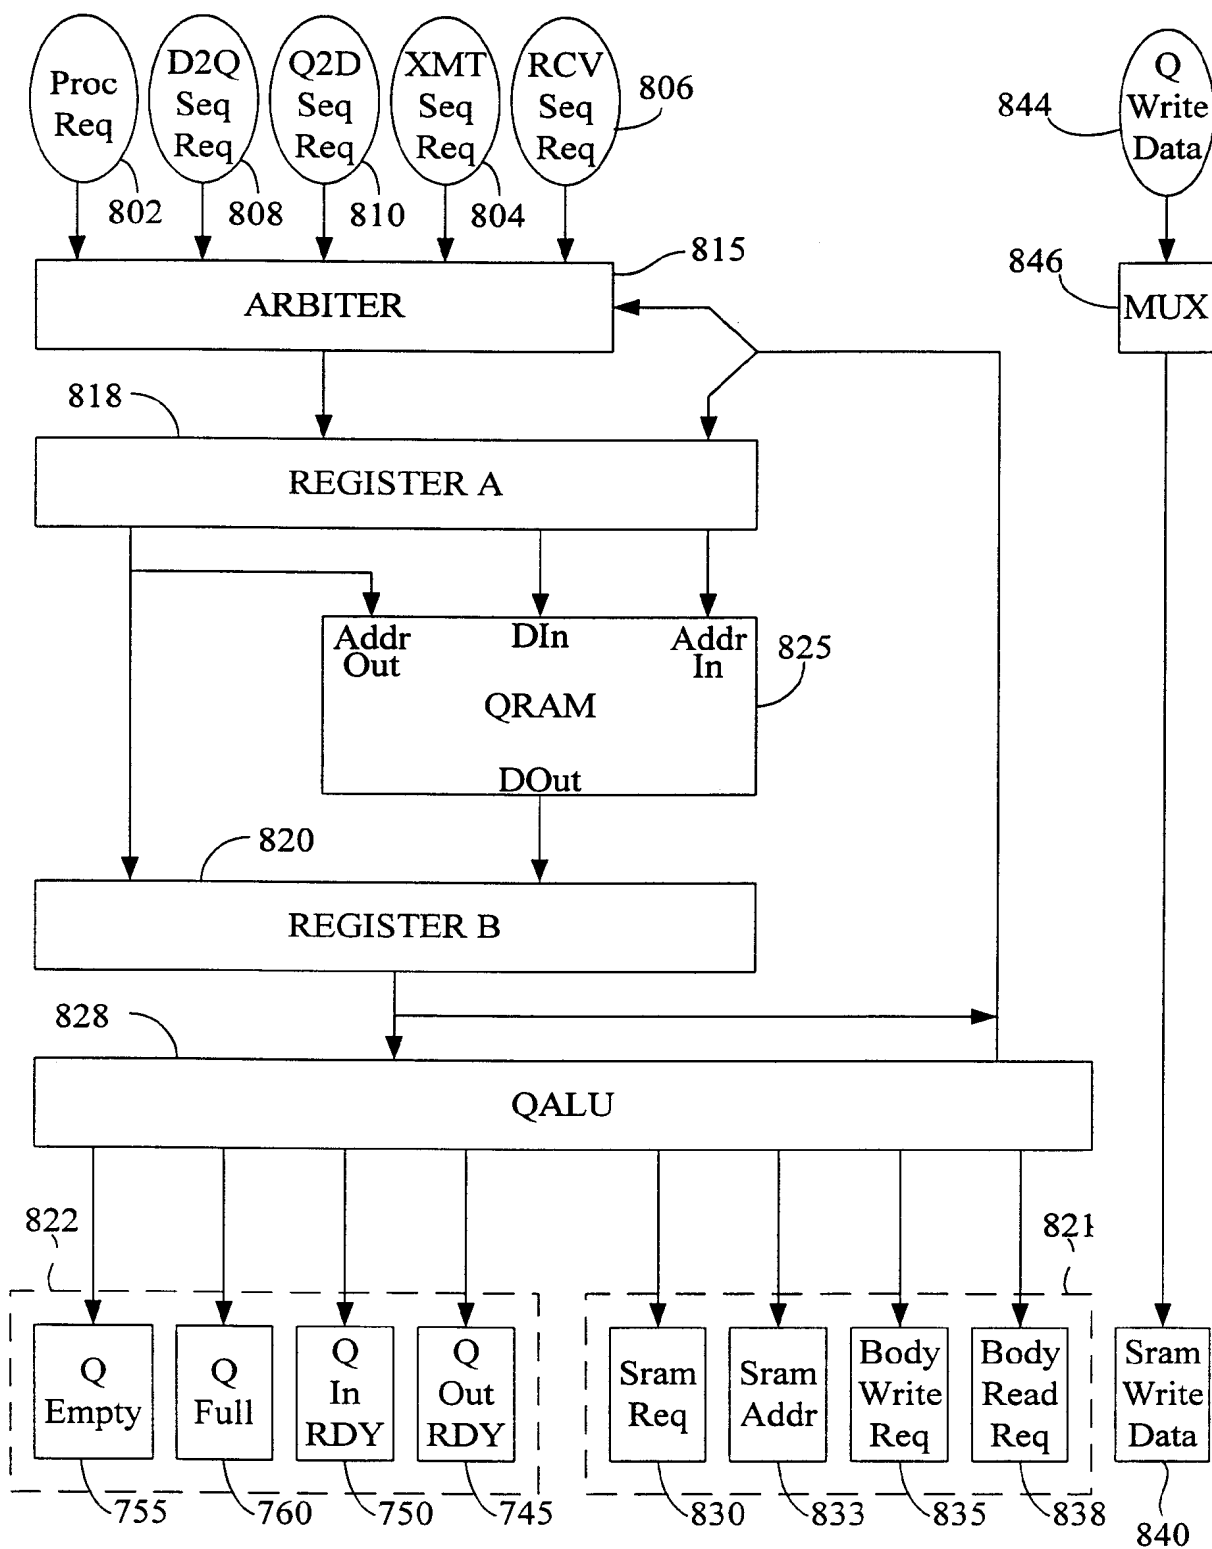 Proc
Req
D2Q
Seq
Req
Q2D
Seq
Req
XMT
Seq
Req
RCV
Seq
Req
806
844
Q
Write
Data
802
808
810
804
815
846
ARBITER
MUX
818
REGISTER A
Addr
Out
DIn
Addr
In
825
QRAM
DOut
820
REGISTER B
828
QALU
822
821
Q
Empty
Q
Full
Q
In
RDY
Q
Out
RDY
Sram
Req
Sram
Addr
Body
Write
Req
Body
Read
Req
Sram
Write
Data
755
760
750
745
830
833
835
838
840